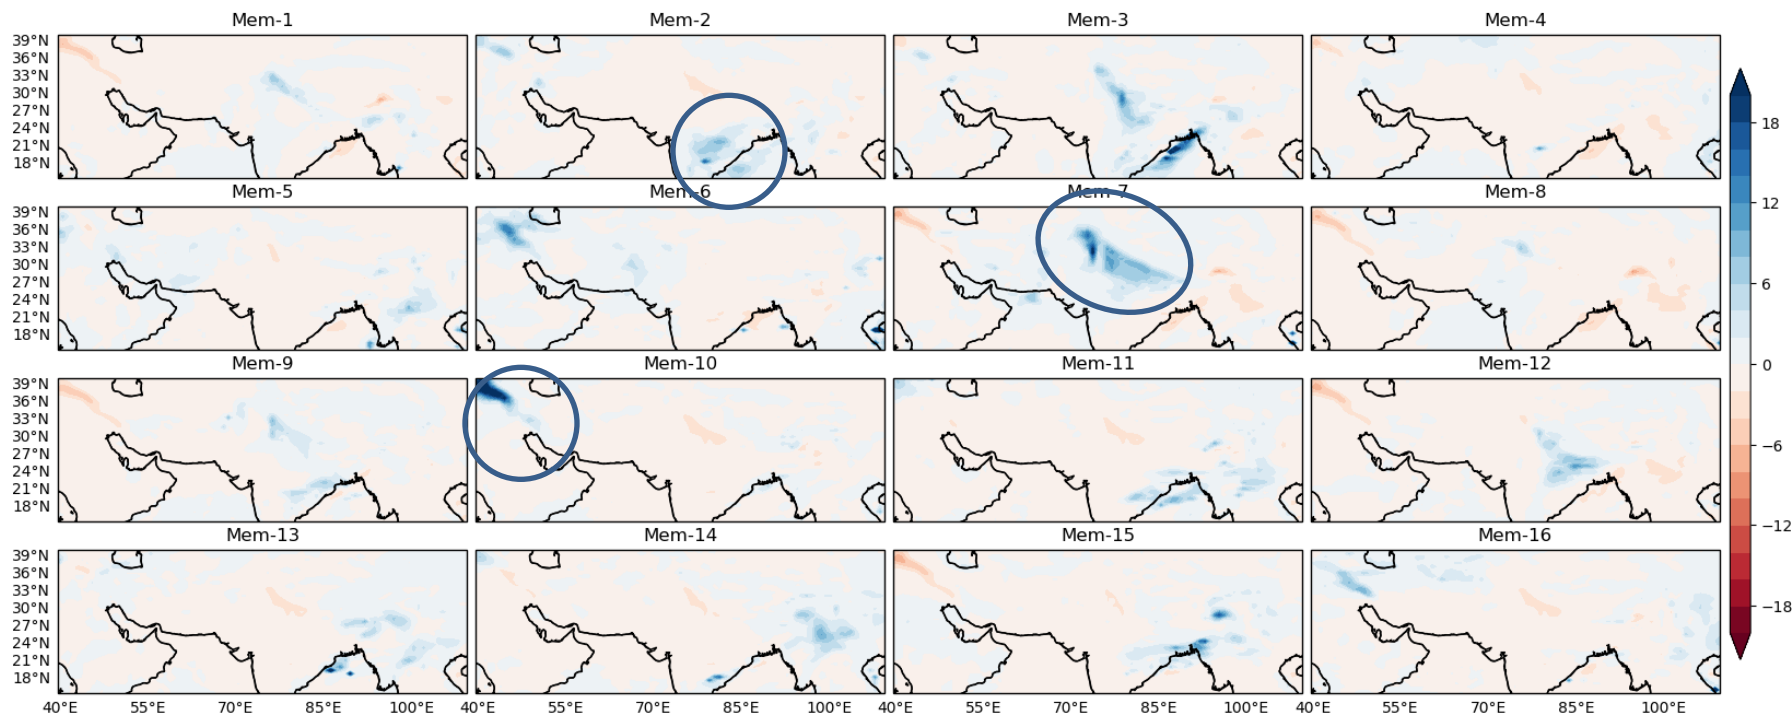 Mem-1 Mem-2 Mem-3 Mem-4
39°N
36°N
33°N
30°N
27°N
24°N
21°N
18°N
Mem-5 Mem-6 Mem-7 Mem-8
39°N
36°N
33°N
30°N
27°N
24°N
21°N
18°N
Mem-9 Mem-10 Mem-11 Mem-12
39°N
36°N
33°N
30°N
27°N
24°N
21°N
18°N
Mem-13 Mem-14 Mem-15 Mem-16
39°N
36°N
33°N
30°N
27°N
24°N
21°N
18°N
40°E 55°E 70°E 85°E 100°E 40°E 55°E 70°E 85°E 100°E 40°E 55°E 70°E 85°E 100°E 40°E 55°E 70°E 85°E 100°E
18
12
6
0
−6
−12
−18